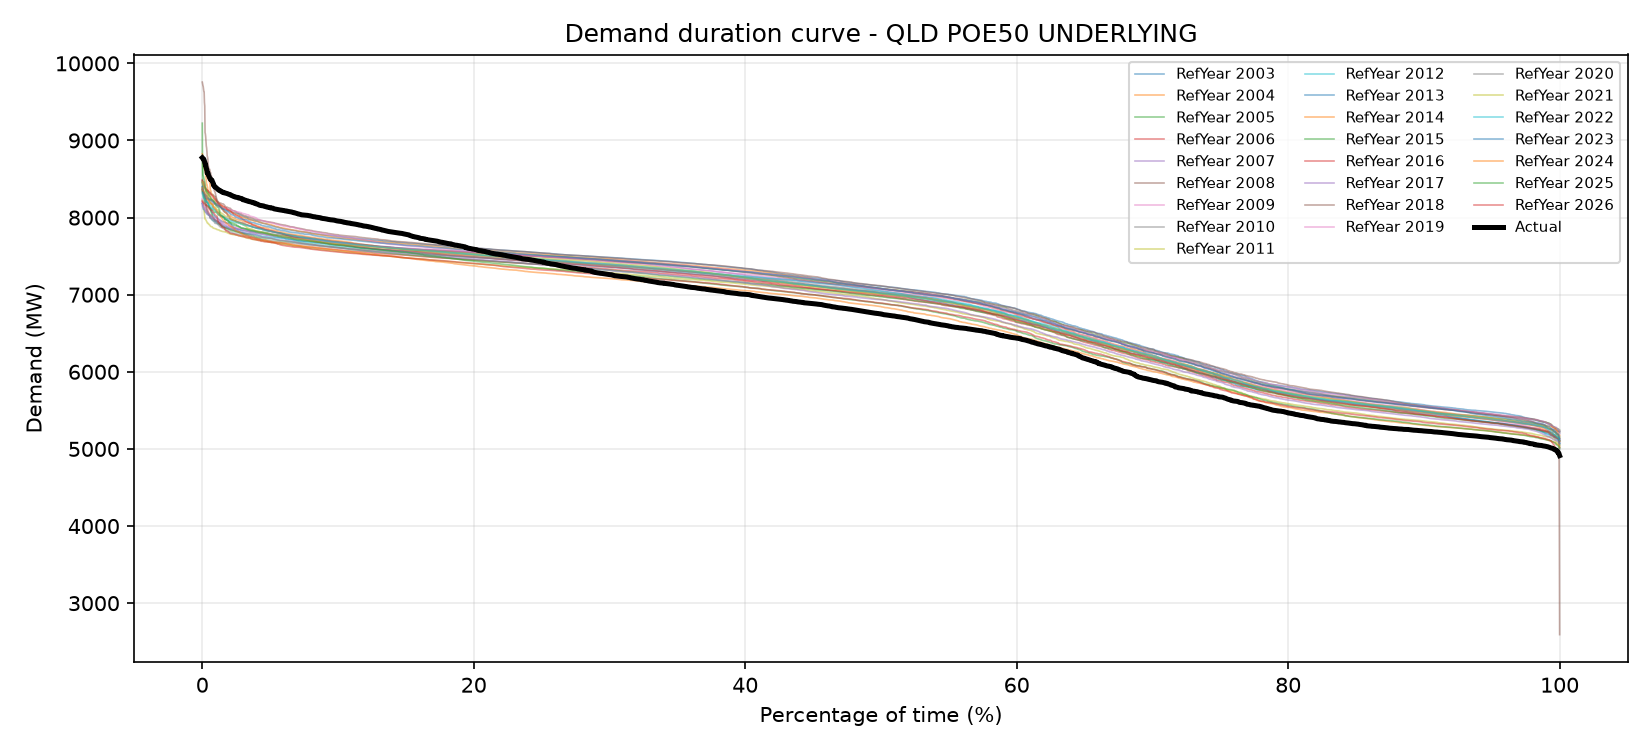 Demand duration curve - QLD POE50 UNDERLYING
10000
9000
8000
7000
6000
5000
4000
3000
Demand (MW)
RefYear 2003
RefYear 2004
RefYear 2005
RefYear 2006
RefYear 2007
RefYear 2008
RefYear 2009
RefYear 2010
RefYear 2011
RefYear 2012
RefYear 2013
RefYear 2014
RefYear 2015
RefYear 2016
RefYear 2017
RefYear 2018
RefYear 2019
RefYear 2020
RefYear 2021
RefYear 2022
RefYear 2023
RefYear 2024
RefYear 2025
RefYear 2026
Actual
0
20
40
60
80
100
Percentage of time (%)